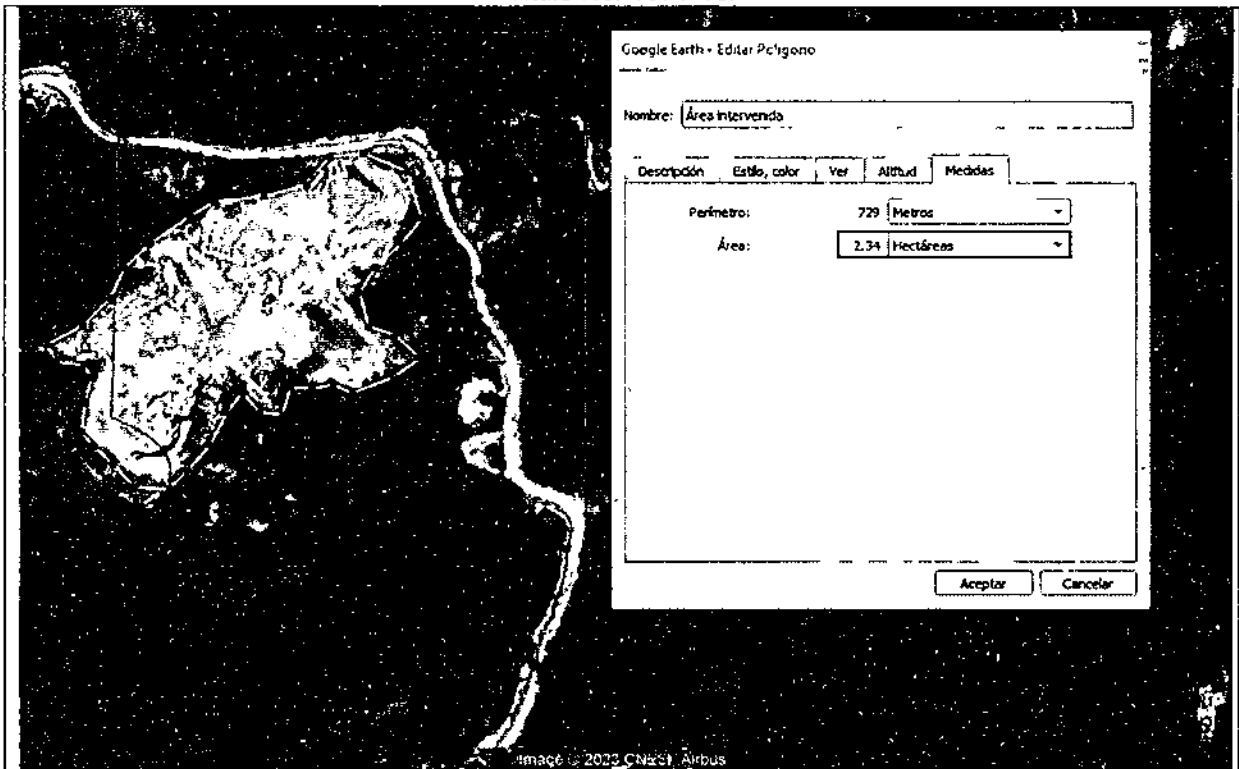 Google Earth - Editar Polígono
Nombre: Área intervenida
Descripción Estilo, color Ver Altitud Medidas
Perímetro: 729 Metros
Área: 2.34 Hectáreas
Aceptar Cancelar
Image © 2023 CNES / Airbus